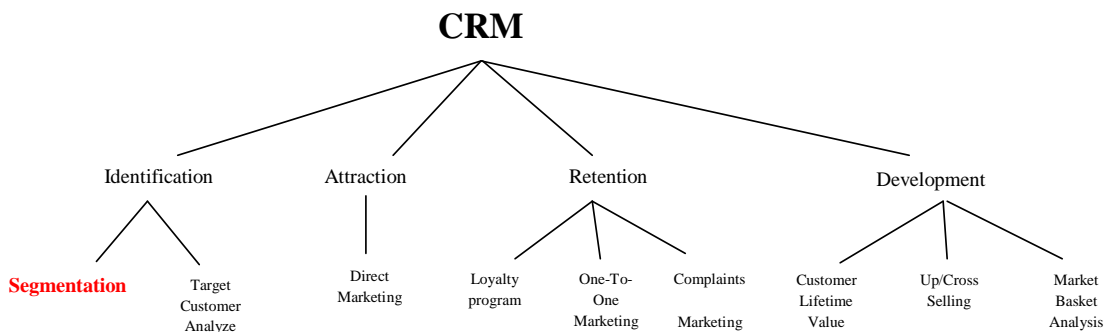 CRM
Identification
Attraction
Retention
Development
Segmentation
Target
Customer
Analyze
Direct
Marketing
Loyalty
program
One-To-
One
Marketing
Complaints
Marketing
Customer
Lifetime
Value
Up/Cross
Selling
Market
Basket
Analysis